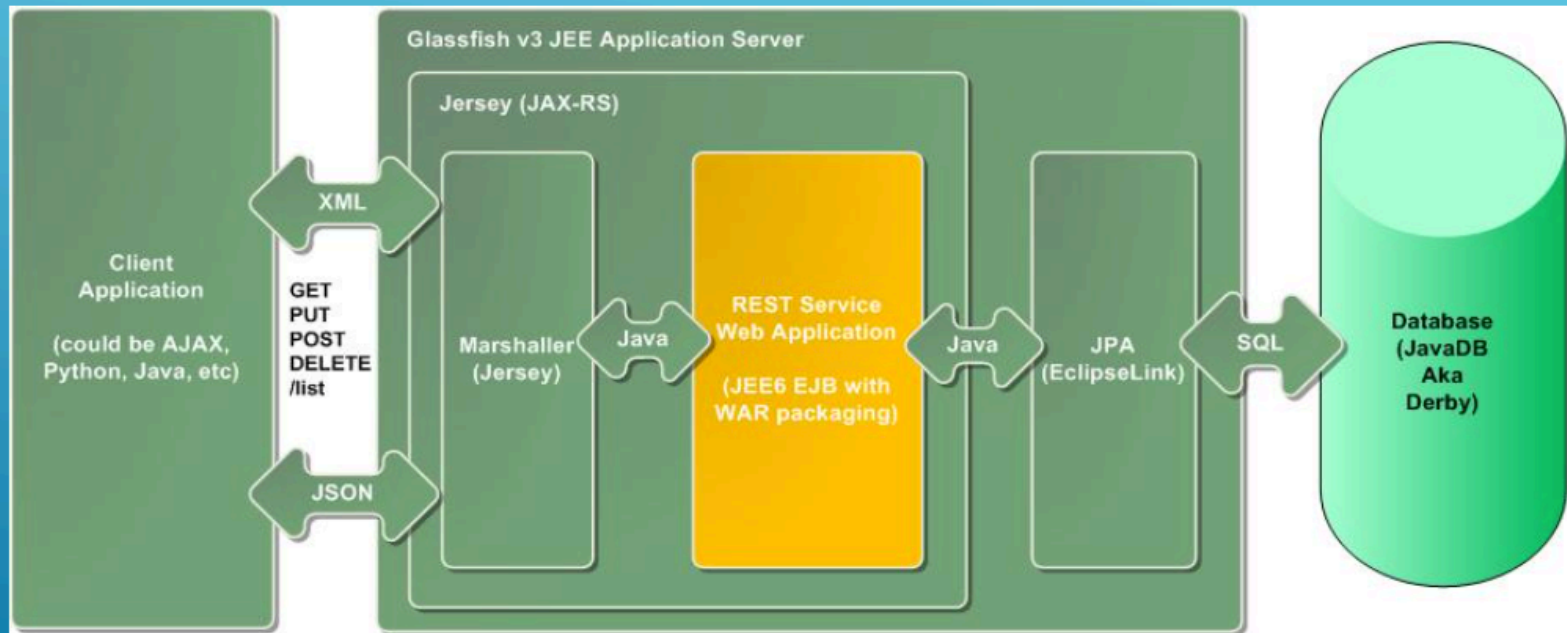 Glassfish v3 JEE Application Server
Jersey (JAX-RS)
Client
Application
(could be AJAX,
Python, Java, etc)
XML
GET
PUT
POST
DELETE
/list
JSON
Marshaller
(Jersey)
Java
REST Service
Web Application
(JEE6 EJB with
WAR packaging)
Java
JPA
(EclipseLink)
SQL
Database
(JavaDB
Aka
Derby)